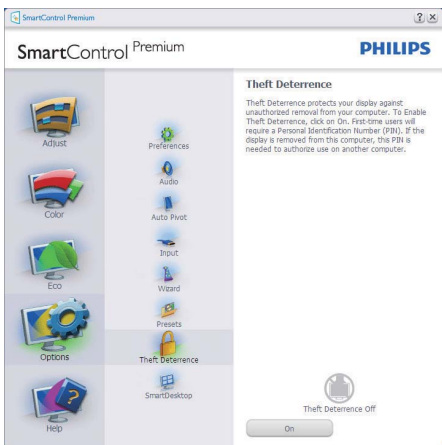 SmartControl Premium
SmartControl Premium
PHILIPS
Adjust
Color
Eco
Options
Help
Preferences
Audio
Auto Pivot
Input
Wizard
Presets
Theft Deterrence
SmartDesktop
Theft Deterrence
Theft Deterrence protects your display against
unauthorized removal from your computer. To Enable
Theft Deterrence, click on On. First-time users will
require a Personal Identification Number (PIN). If the
display is removed from this computer, this PIN is
needed to authorize use on another computer.
Theft Deterrence Off
On